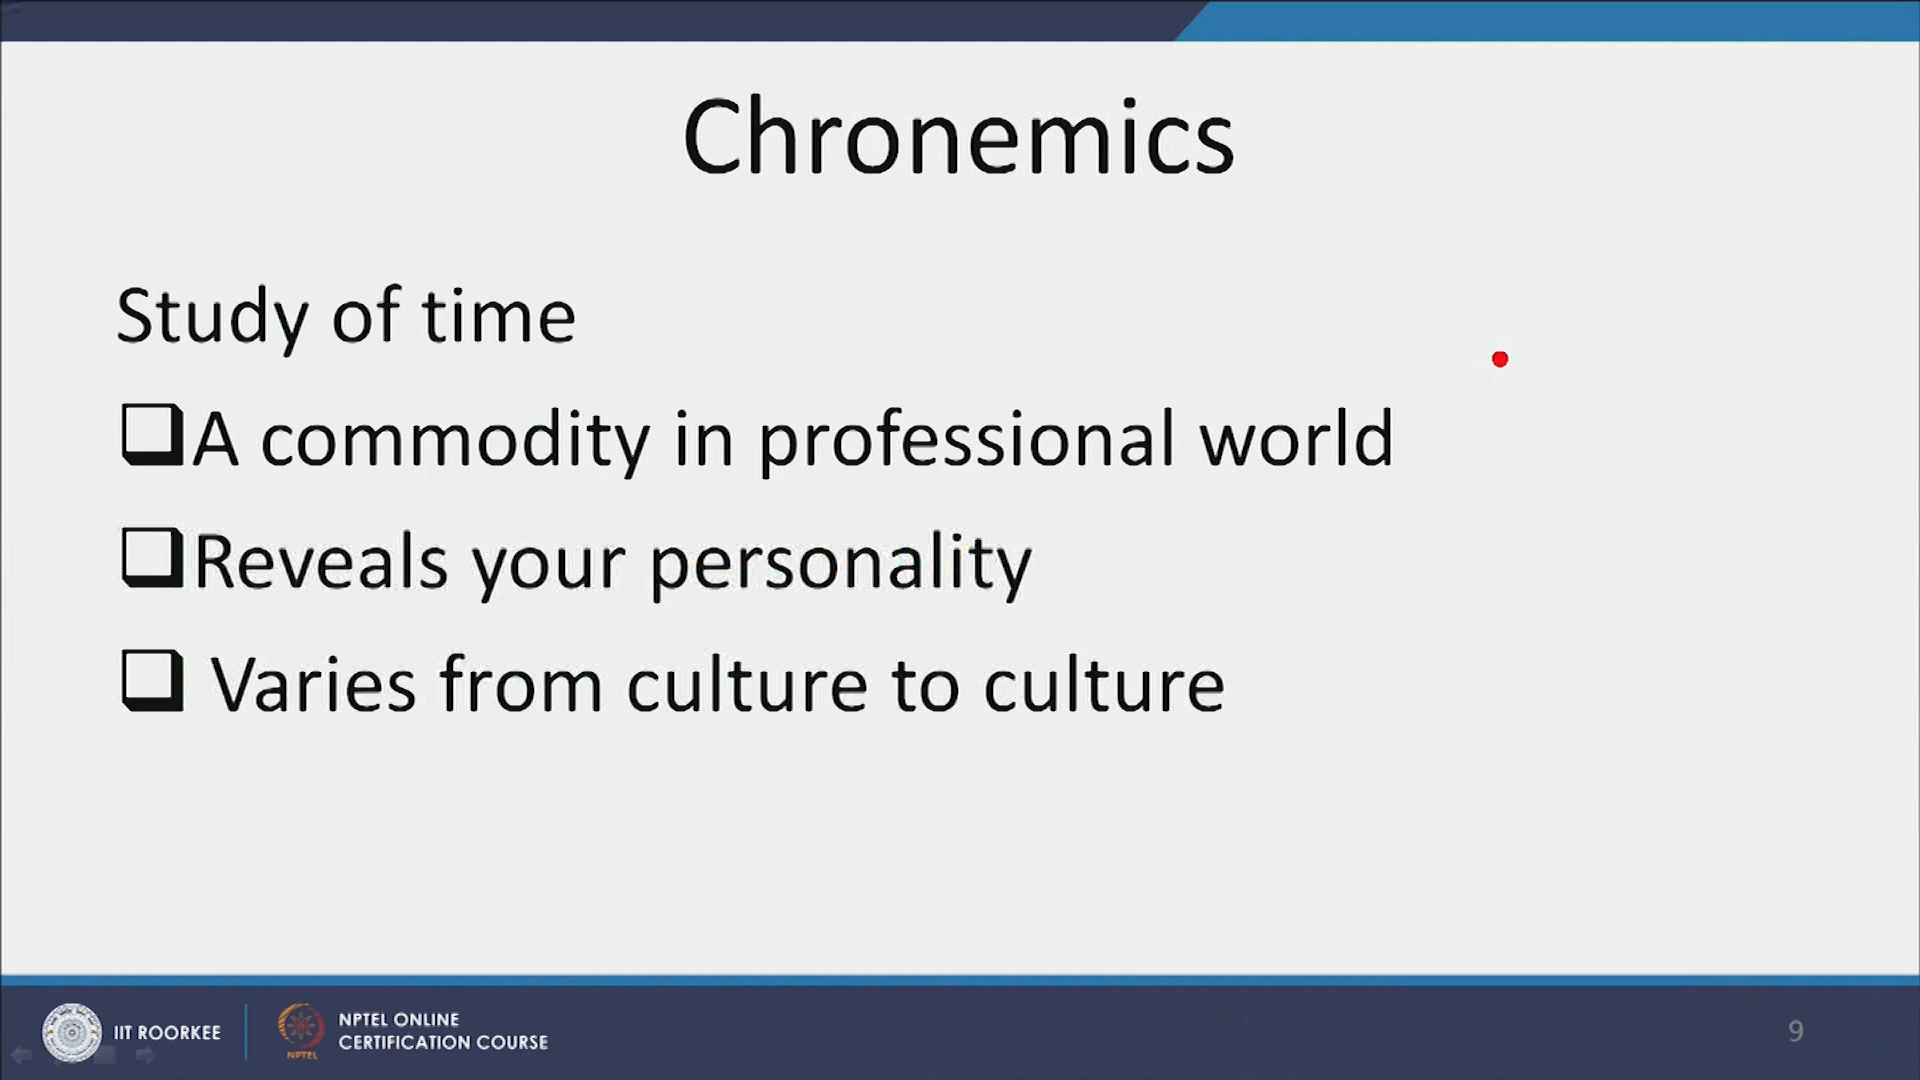 Chronemics
Study of time
A commodity in professional world
Reveals your personality
Varies from culture to culture
IIT ROORKEE
NPTEL
NPTEL ONLINE
CERTIFICATION COURSE
9